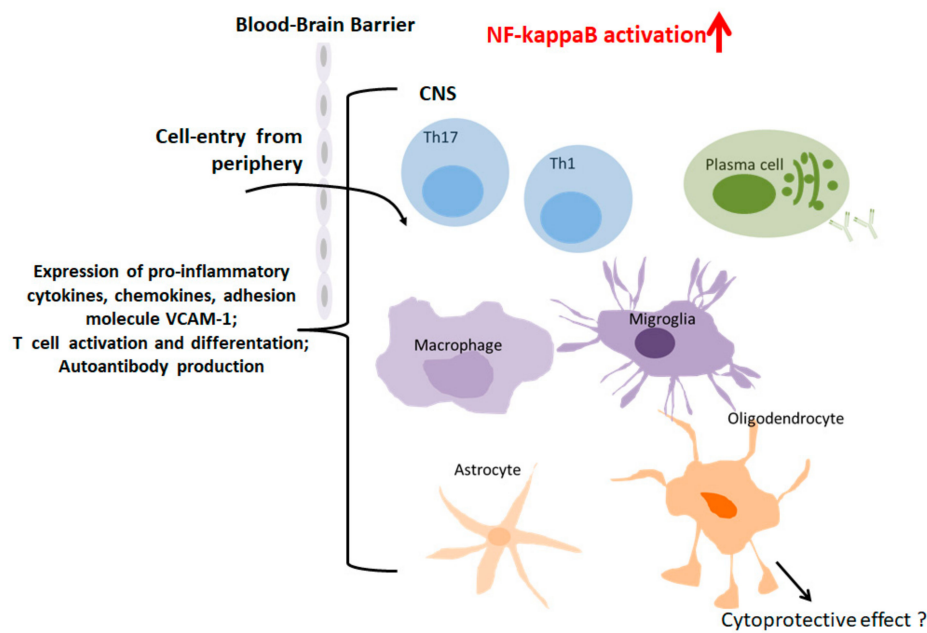 Blood-Brain Barrier
NF-kappaB activation
CNS
Cell-entry from
periphery
Th17
Th1
Plasma cell
Expression of pro-inflammatory
cytokines, chemokines, adhesion
molecule VCAM-1;
T cell activation and differentation;
Autoantibody production
Macrophage
Migroglia
Oligodendrocyte
Astrocyte
Cytoprotective effect ?